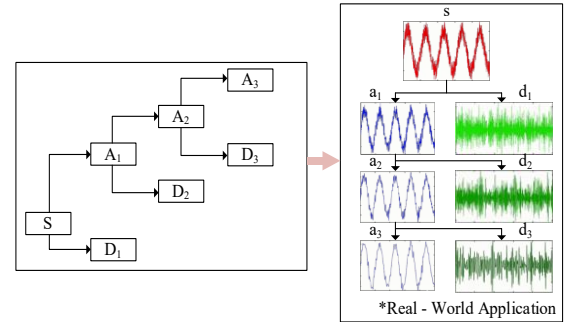 S
A1
D1
A2
D2
A3
D3
s
a1
d1
a2
d2
a3
d3
*Real - World Application